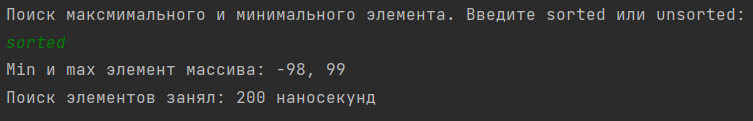 Поиск максмимального и минимального элемента. Введите sorted или unsorted:
sorted
Min и max элемент массива: -98, 99
Поиск элементов занял: 200 наносекунд